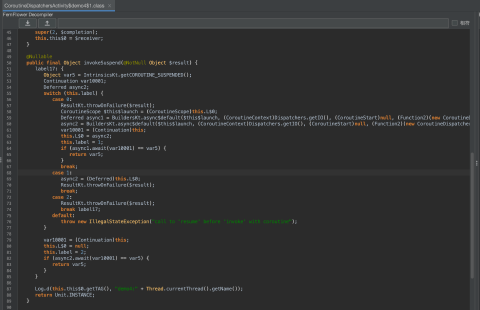 CoroutineDispatchersActivity$demo4$1.class
FernFlower Decompiler
super(2, $completion);
this.this$0 = $receiver;
}
@Nullable
public final Object invokeSuspend(@NotNull Object $result) {
label17: {
Object var5 = IntrinsicsKt.getCOROUTINE_SUSPENDED();
Continuation var10001;
Deferred async2;
switch (this.label) {
case 0:
ResultKt.throwOnFailure($result);
CoroutineScope $this$launch = (CoroutineScope)this.L$0;
Deferred async1 = BuildersKt.async$default($this$launch, (CoroutineContext)Dispatchers.getIO(), (CoroutineStart)null, (Function2)(new
async2 = BuildersKt.async$default($this$launch, (CoroutineContext)Dispatchers.getIO(), (CoroutineStart)null, (Function2)(new
var10001 = (Continuation)this;
this.L$0 = async2;
this.label = 1;
if (async1.await(var10001) == var5) {
return var5;
}
break;
case 1:
async2 = (Deferred)this.L$0;
ResultKt.throwOnFailure($result);
break;
case 2:
ResultKt.throwOnFailure($result);
break label17;
default:
throw new IllegalStateException("call to 'resume' before 'invoke' with coroutine");
}
var10001 = (Continuation)this;
this.L$0 = null;
this.label = 2;
if (async2.await(var10001) == var5) {
return var5;
}
}
Log.d(this.this$0.getTAG(), + Thread.currentThread().getName());
return Unit.INSTANCE;
}